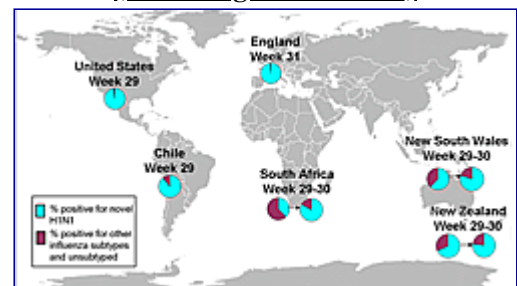 England
Week 31
United States
Week 29
Chile
Week 29
South Africa
Week 29-30
New South Wales
Week 29-30
New Zealand
Week 29-30
% positive for novel
H1N1
% positive for other
influenza subtypes
and unsubtyped